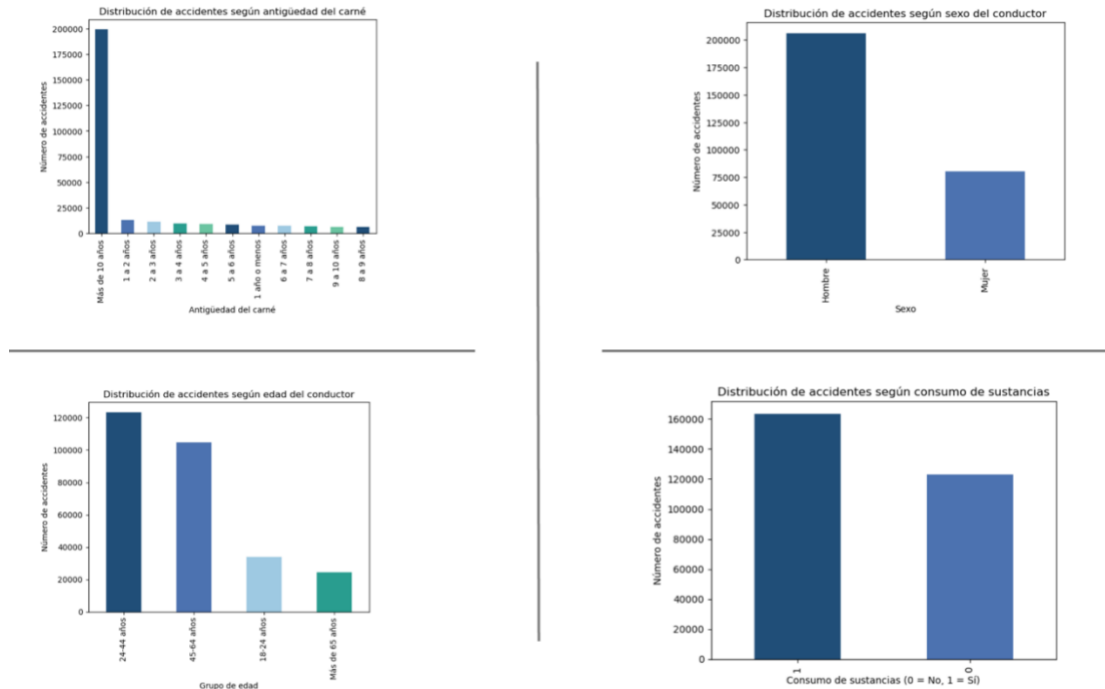 Distribución de accidentes según antigüedad del carné
200000
175000
150000
125000
100000
75000
50000
25000
0
Número de accidentes
Más de 10 años
1 a 2 años
2 a 3 años
3 a 4 años
4 a 5 años
5 a 6 años
1 año o menos
6 a 7 años
7 a 8 años
9 a 10 años
8 a 9 años
Antigüedad del carné
Distribución de accidentes según sexo del conductor
200000
175000
150000
125000
100000
75000
50000
25000
0
Número de accidentes
Hombre
Mujer
Sexo
Distribución de accidentes según edad del conductor
120000
100000
80000
60000
40000
20000
0
Número de accidentes
24-44 años
45-64 años
18-24 años
Más de 65 años
Grupo de edad
Distribución de accidentes según consumo de sustancias
160000
140000
120000
100000
80000
60000
40000
20000
0
Número de accidentes
1
0
Consumo de sustancias (0 = No, 1 = Sí)